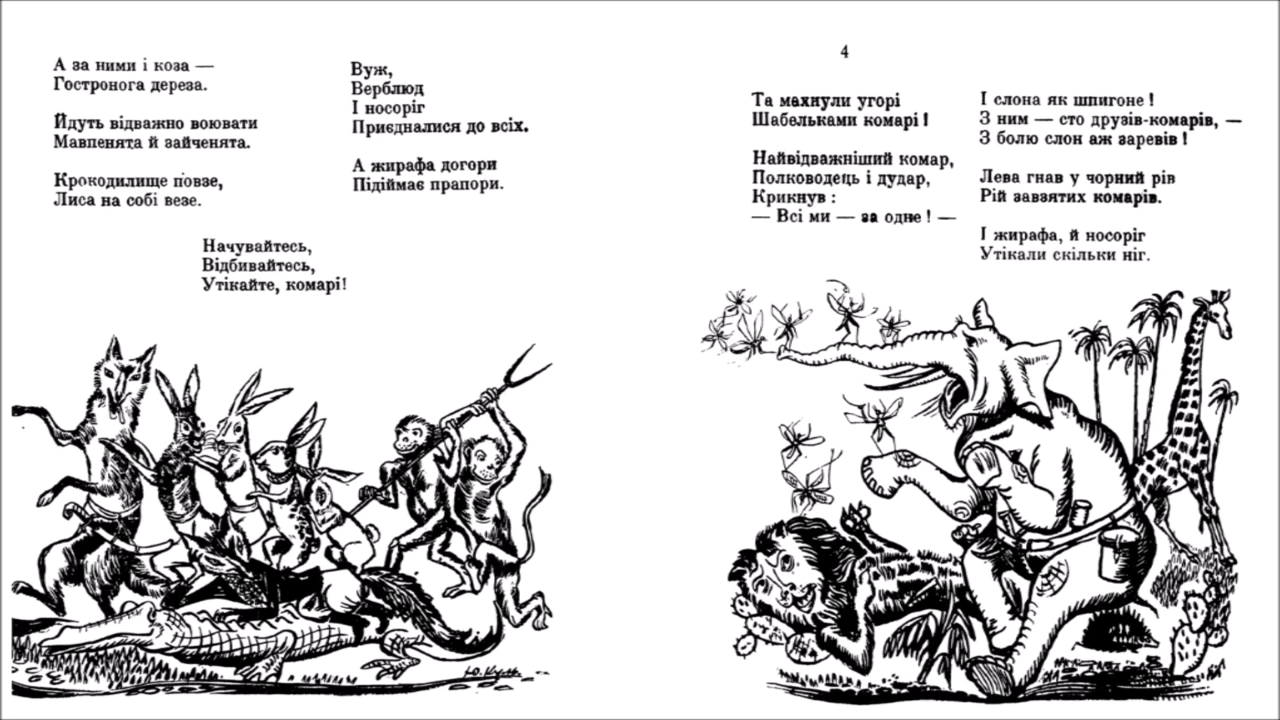 А за ними і коза —
Гостронога дереза.
Йдуть відважно воювати
Мавпенята й зайченята.
Крокодилище повзе,
Лиса на собі везе.
Вуж,
Верблюд
І носоріг
Приєдналися до всіх.
А жирафа догори
Підіймає прапори.
Начувайтесь,
Відбивайтесь,
Утікайте, комарі!
4
Та махнули угорі
Шабельками комарі!
Найвідважніший комар,
Полководець і дудар,
Крикнув:
— Всі ми — за одне! —
І слона як шпигоне!
З ним — сто друзів-комарів, —
З болю слон аж заревів!
Лева гнав у чорний рів
Рій завзятих комарів.
І жирафа, й носоріг
Утікали скільки ніг.